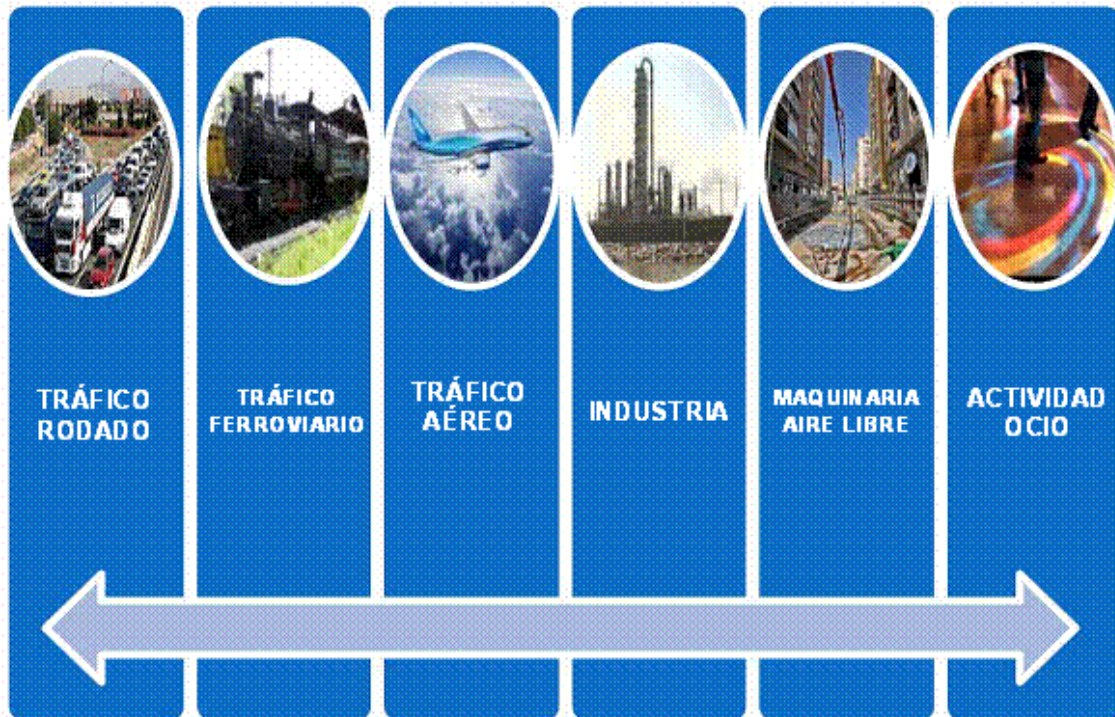 TRÁFICO
RODADO
TRÁFICO
FERROVIARIO
TRÁFICO
AÉREO
INDUSTRIA
MAQUINARIA
AIRE LIBRE
ACTIVIDAD
OCIO